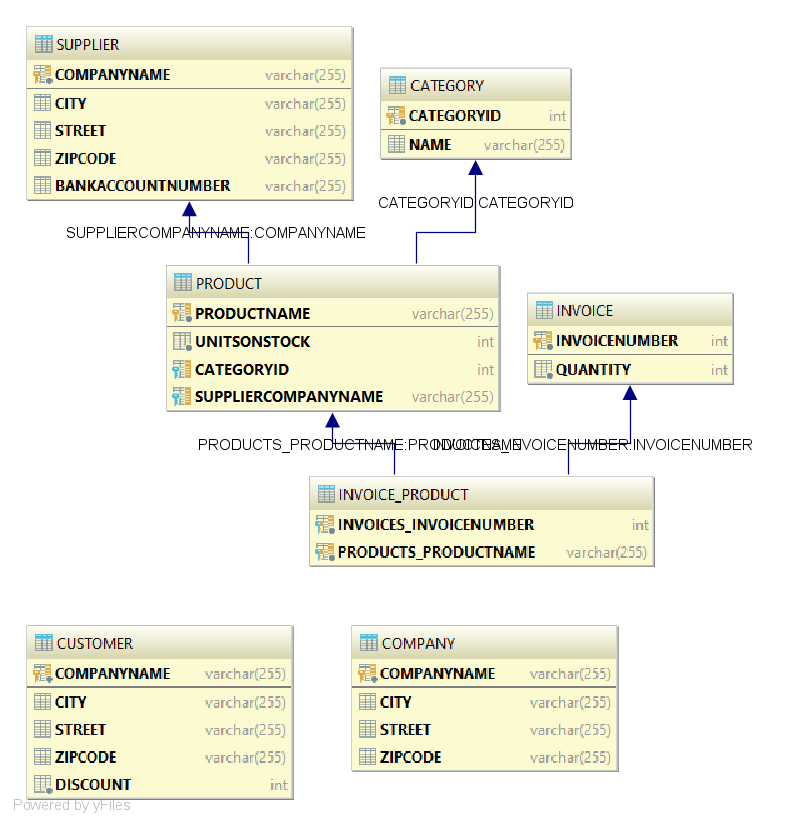 SUPPLIER
COMPANYNAME varchar(255)
CITY varchar(255)
STREET varchar(255)
ZIPCODE varchar(255)
BANKACCOUNTNUMBER varchar(255)
CATEGORY
CATEGORYID int
NAME varchar(255)
CATEGORYID:CATEGORYID
SUPPLIERCOMPANYNAME:COMPANYNAME
PRODUCT
PRODUCTNAME varchar(255)
UNITSONSTOCK int
CATEGORYID int
SUPPLIERCOMPANYNAME varchar(255)
INVOICE
INVOICENUMBER int
QUANTITY int
PRODUCTS_PRODUCTNAME:PRODUCTNAME
INVOICES_INVOICENUMBER:INVOICENUMBER
INVOICE_PRODUCT
INVOICES_INVOICENUMBER int
PRODUCTS_PRODUCTNAME varchar(255)
CUSTOMER
COMPANYNAME varchar(255)
CITY varchar(255)
STREET varchar(255)
ZIPCODE varchar(255)
DISCOUNT int
COMPANY
COMPANYNAME varchar(255)
CITY varchar(255)
STREET varchar(255)
ZIPCODE varchar(255)
Powered by yFiles